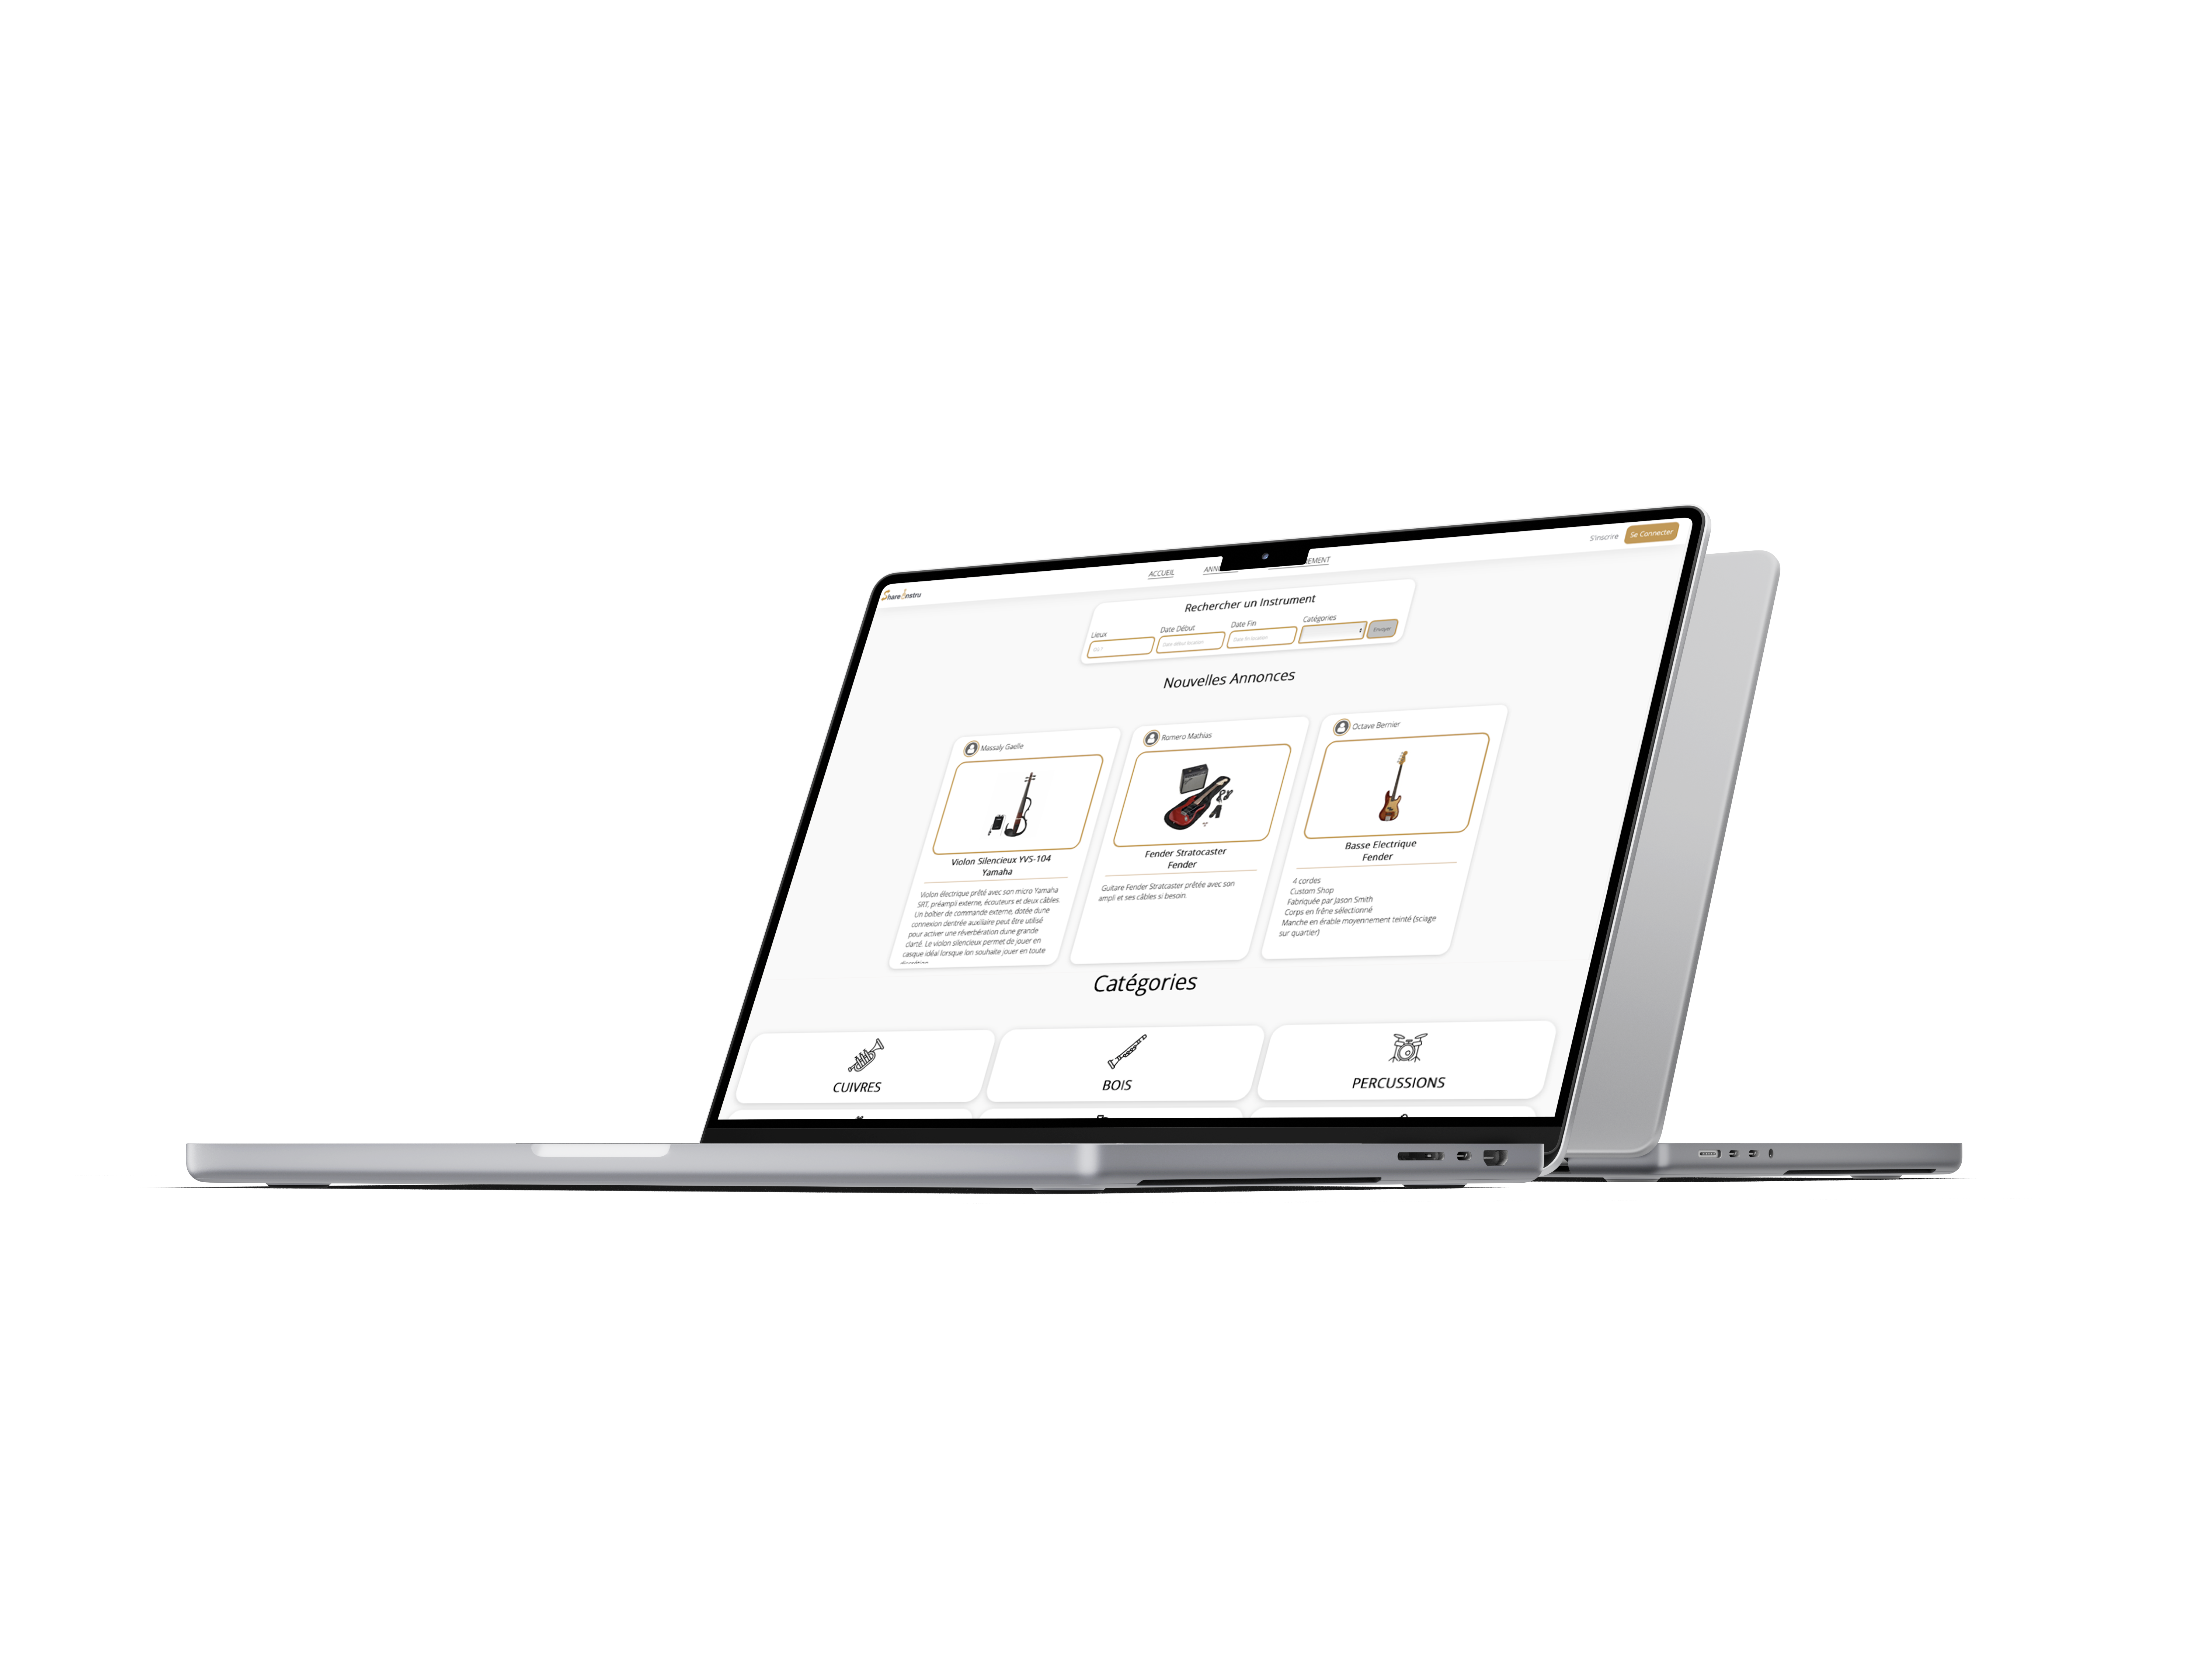 Share Instru
ACCUEIL
S'inscrire
Se Connecter
Rechercher un Instrument
Lieux
Date Début
Date Fin
Catégories
Date début location
Date fin location
Envoyer
Nouvelles Annonces
Massaly Gaelle
Violon Silencieux YVS-104
Yamaha
Violon électrique prêté avec son micro Yamaha
SRT, préampli externe, écouteurs et deux câbles.
Un boîtier de commande externe, dotée dune
connexion dentrée auxiliaire peut être utilisé
pour activer une réverbération dune grande
clarté. Le violon silencieux permet de jouer en
casque idéal lorsque lon souhaite jouer en toute
Romero Mathias
Fender Stratocaster
Fender
Guitare Fender Stratcaster prêtée avec son
ampli et ses câbles si besoin.
Octave Bernier
Basse Electrique
Fender
4 cordes
Custom Shop
Fabriquée par Jason Smith
Corps en frêne sélectionné
Manche en érable moyennement teinté (sciage
sur quartier)
Catégories
CUIVRES
BOIS
PERCUSSIONS